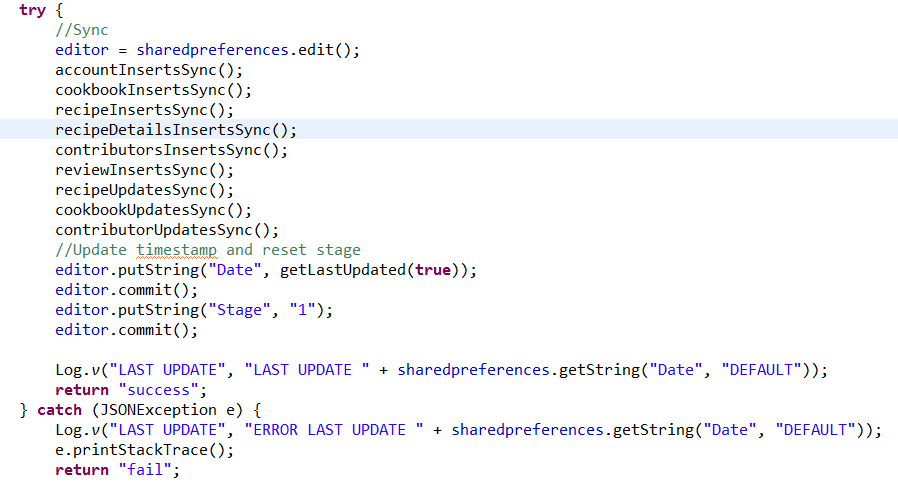 try {
//Sync
editor = sharedpreferences.edit();
accountInsertsSync();
cookbookInsertsSync();
recipeInsertsSync();
recipeDetailsInsertsSync();
contributorsInsertsSync();
reviewInsertsSync();
recipeUpdatesSync();
cookbookUpdatesSync();
contributorUpdatesSync();
//Update timestamp and reset stage
editor.putString("Date", getLastUpdated(true));
editor.commit();
editor.putString("Stage", "1");
editor.commit();
Log.v("LAST UPDATE", "LAST UPDATE " + sharedpreferences.getString("Date", "DEFAULT"));
return "success";
} catch (JSONException e) {
Log.v("LAST UPDATE", "ERROR LAST UPDATE " + sharedpreferences.getString("Date", "DEFAULT"));
e.printStackTrace();
return "fail";